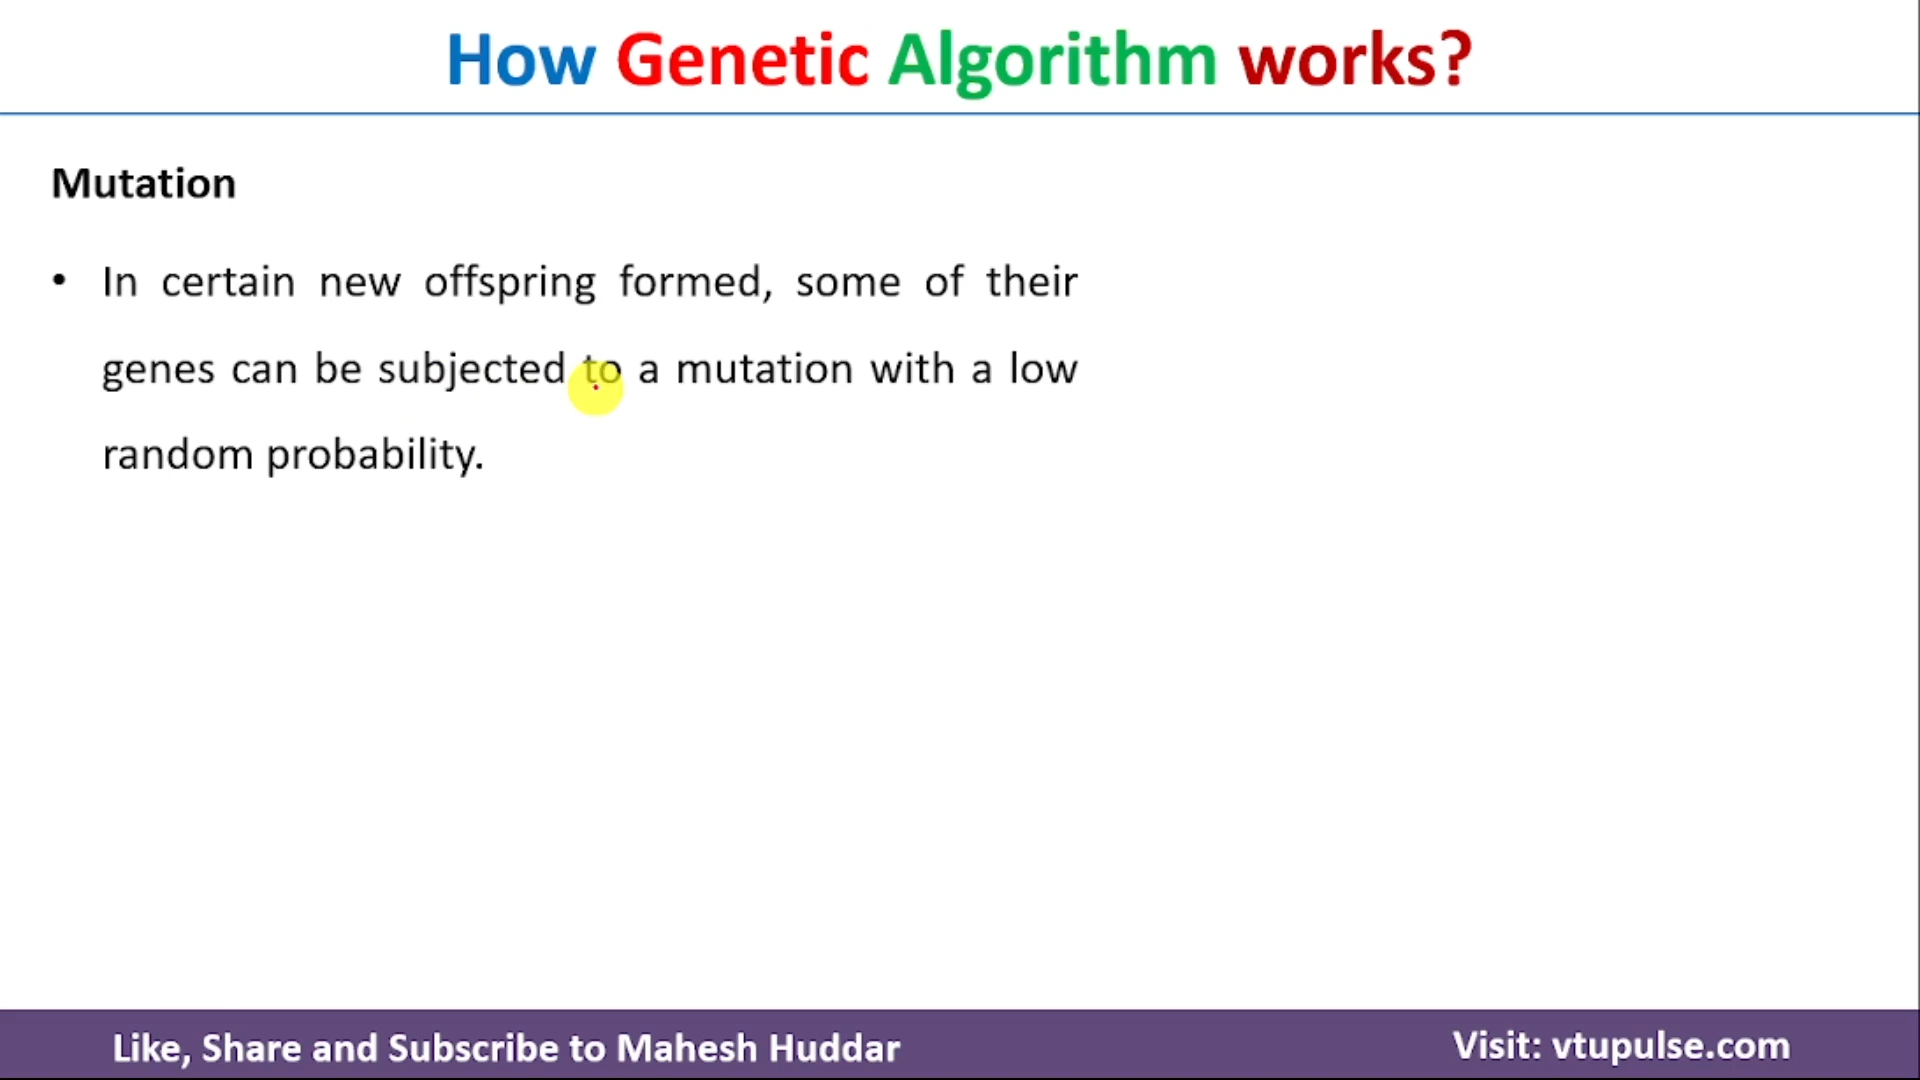 How Genetic Algorithm works?
Mutation
• In certain new offspring formed, some of their
genes can be subjected to a mutation with a low
random probability.
Like, Share and Subscribe to Mahesh Huddar
Visit: vtupulse.com